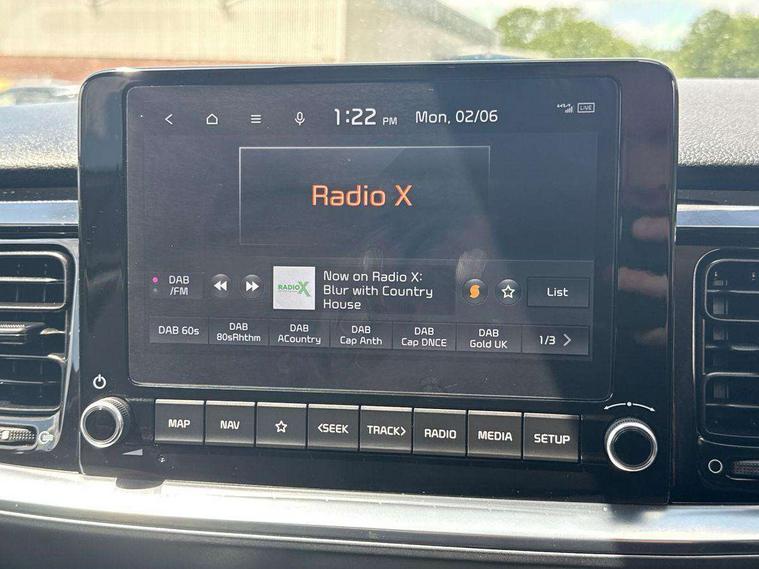 1:22 PM Mon, 02/06 LIVE
Radio X
DAB
/FM
RADIO X
Now on Radio X:
Blur with Country
House
List
DAB 60s
DAB
80sRhthm
DAB
ACountry
DAB
Cap Anth
DAB
Cap DNCE
DAB
Gold UK
1/3 >
MAP NAV <SEEK TRACK> RADIO MEDIA SETUP